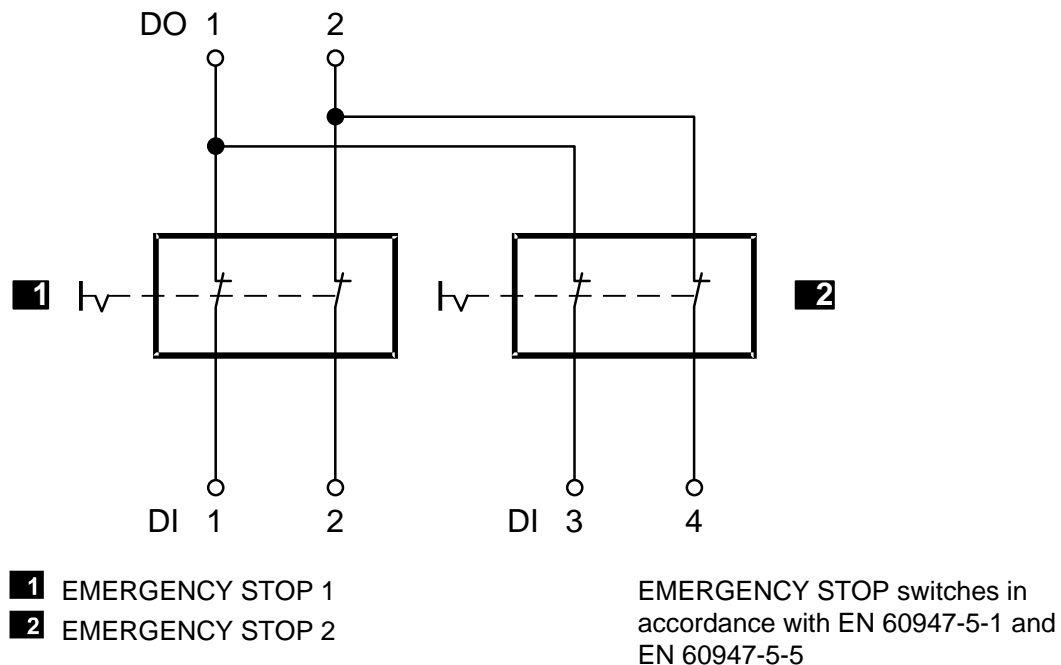 DO 1 2
1
2
DI 1 2 DI 3 4
1 EMERGENCY STOP 1
2 EMERGENCY STOP 2
EMERGENCY STOP switches in
accordance with EN 60947-5-1 and
EN 60947-5-5